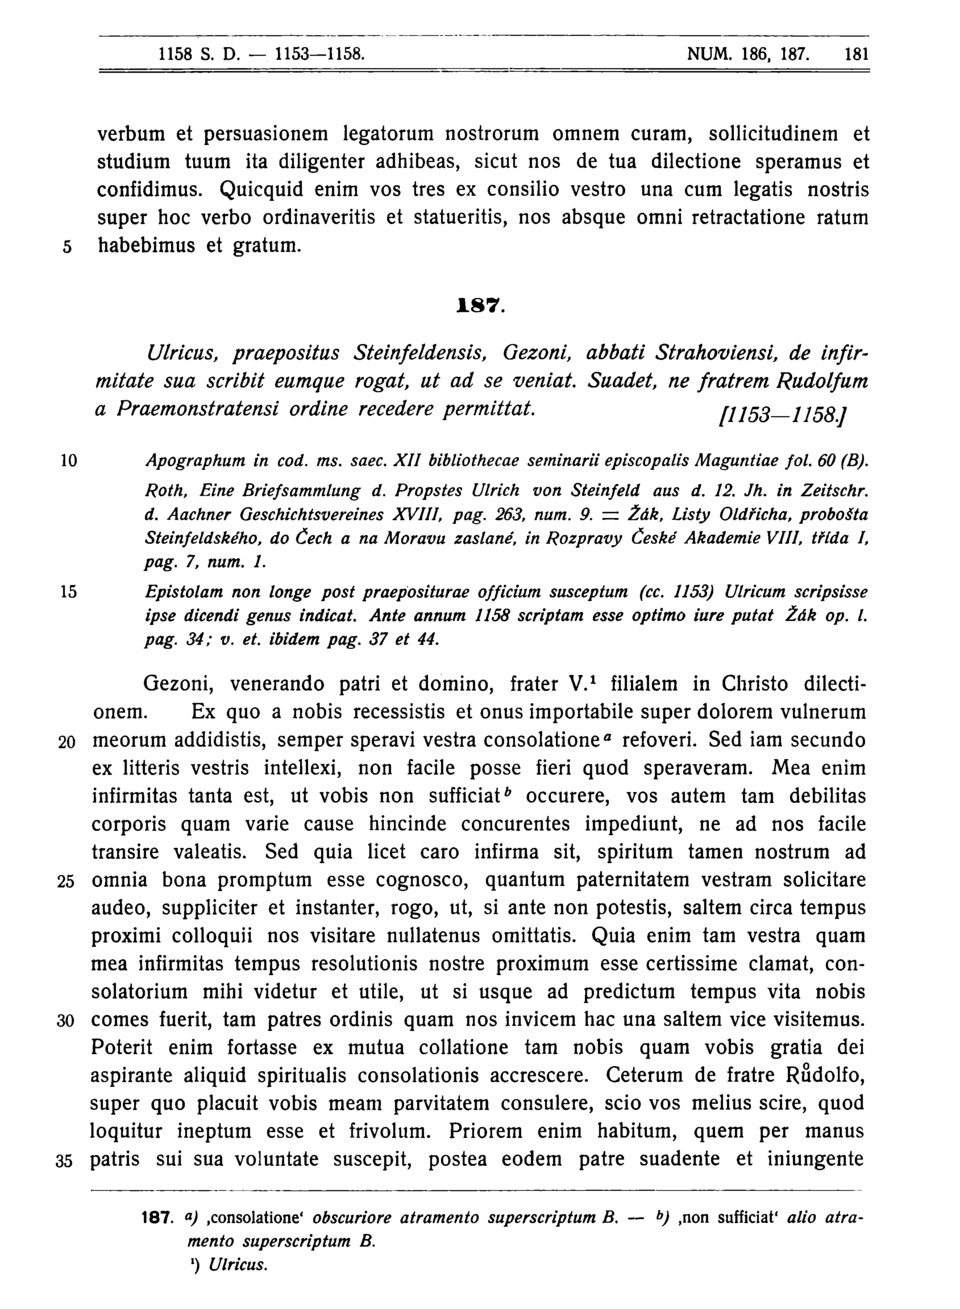 1158 S. D. — 1153—1158. NUM. 186, 187. 181
verbum et persuasionem legatorum nostrorum omnem curam, sollicitudinem et
studium tuum ita diligenter adhibeas, sicut nos de tua dilectione speramus et
confidimus. Quicquid enim vos tres ex consilio vestro una cum legatis nostris
super hoc verbo ordinaveritis et statueritis, nos absque omni retractatione ratum
5 habebimus et gratum.
187.
Ulricus, praepositus Steinfeldensis, Gezoni, abbati Strahoviensi, de infir-
mitate sua scribit eumque rogat, ut ad se veniat. Suadet, ne fratrem Rudolfum
a Praemonstratensi ordine recedere permittat. [1153—1158.]
10 Apographum in cod. ms. saec. XII bibliothecae seminarii episcopalis Maguntiae fol. 60 (B).
Roth, Eine Briefsammlung d. Propstes Ulrich von Steinfeld aus d. 12. Jh. in Zeitschr.
d. Aachner Geschichtsvereines XVIII, pag. 263, num. 9. = Žák, Listy Oldřicha, probošta
Steinfeldského, do Čech a na Moravu zaslané, in Rozpravy České Akademie VIII, třída I,
pag. 7, num. 1.
15 Epistolam non longe post praepositurae officium susceptum (cc. 1153) Ulricum scripsisse
ipse dicendi genus indicat. Ante annum 1158 scriptam esse optimo iure putat Žák op. l.
pag. 34; v. et. ibidem pag. 37 et 44.
Gezoni, venerando patri et domino, frater V.¹ filialem in Christo dilecti-
onem. Ex quo a nobis recessistis et onus importabile super dolorem vulnerum
20 meorum addidistis, semper speravi vestra consolatione ᵃ refoveri. Sed iam secundo
ex litteris vestris intellexi, non facile posse fieri quod speraveram. Mea enim
infirmitas tanta est, ut vobis non sufficiat ᵇ occurere, vos autem tam debilitas
corporis quam varie cause hincinde concurentes impediunt, ne ad nos facile
transire valeatis. Sed quia licet caro infirma sit, spiritum tamen nostrum ad
25 omnia bona promptum esse cognosco, quantum paternitatem vestram solicitare
audeo, suppliciter et instanter, rogo, ut, si ante non potestis, saltem circa tempus
proximi colloquii nos visitare nullatenus omittatis. Quia enim tam vestra quam
mea infirmitas tempus resolutionis nostre proximum esse certissime clamat, con-
solatorium mihi videtur et utile, ut si usque ad predictum tempus vita nobis
30 comes fuerit, tam patres ordinis quam nos invicem hac una saltem vice visitemus.
Poterit enim fortasse ex mutua collatione tam nobis quam vobis gratia dei
aspirante aliquid spiritualis consolationis accrescere. Ceterum de fratre Růdolfo,
super quo placuit vobis meam parvitatem consulere, scio vos melius scire, quod
loquitur ineptum esse et frivolum. Priorem enim habitum, quem per manus
35 patris sui sua voluntate suscepit, postea eodem patre suadente et iniungente
187. a) ‚consolatione‘ obscuriore atramento superscriptum B. — b) ‚non sufficiat‘ alio atra-
mento superscriptum B.
¹) Ulricus.